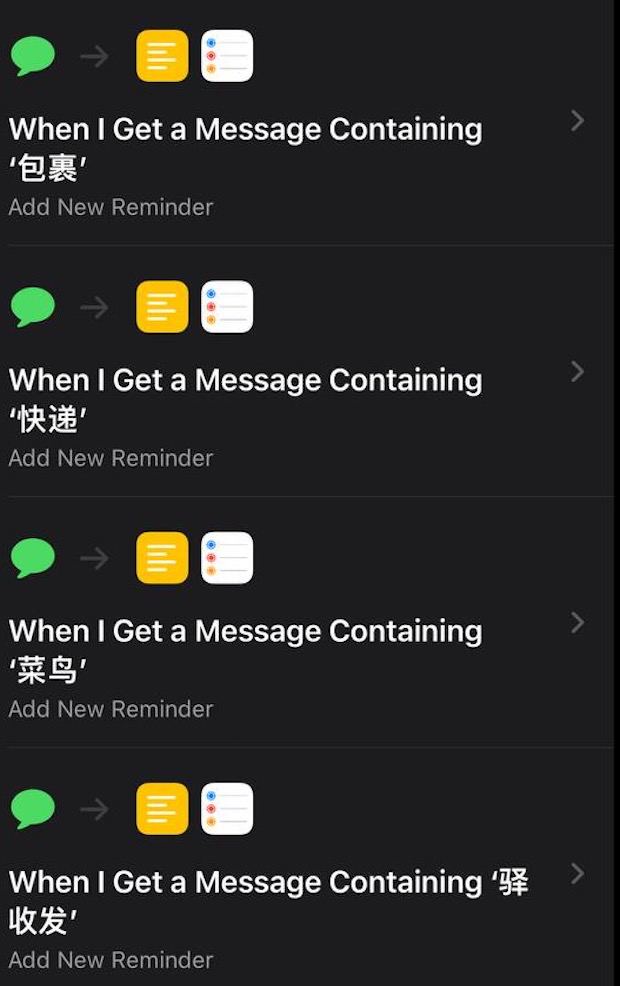 When I Get a Message Containing
‘包裹’
Add New Reminder
When I Get a Message Containing
‘快递’
Add New Reminder
When I Get a Message Containing
‘菜鸟’
Add New Reminder
When I Get a Message Containing ‘驿
收发’
Add New Reminder